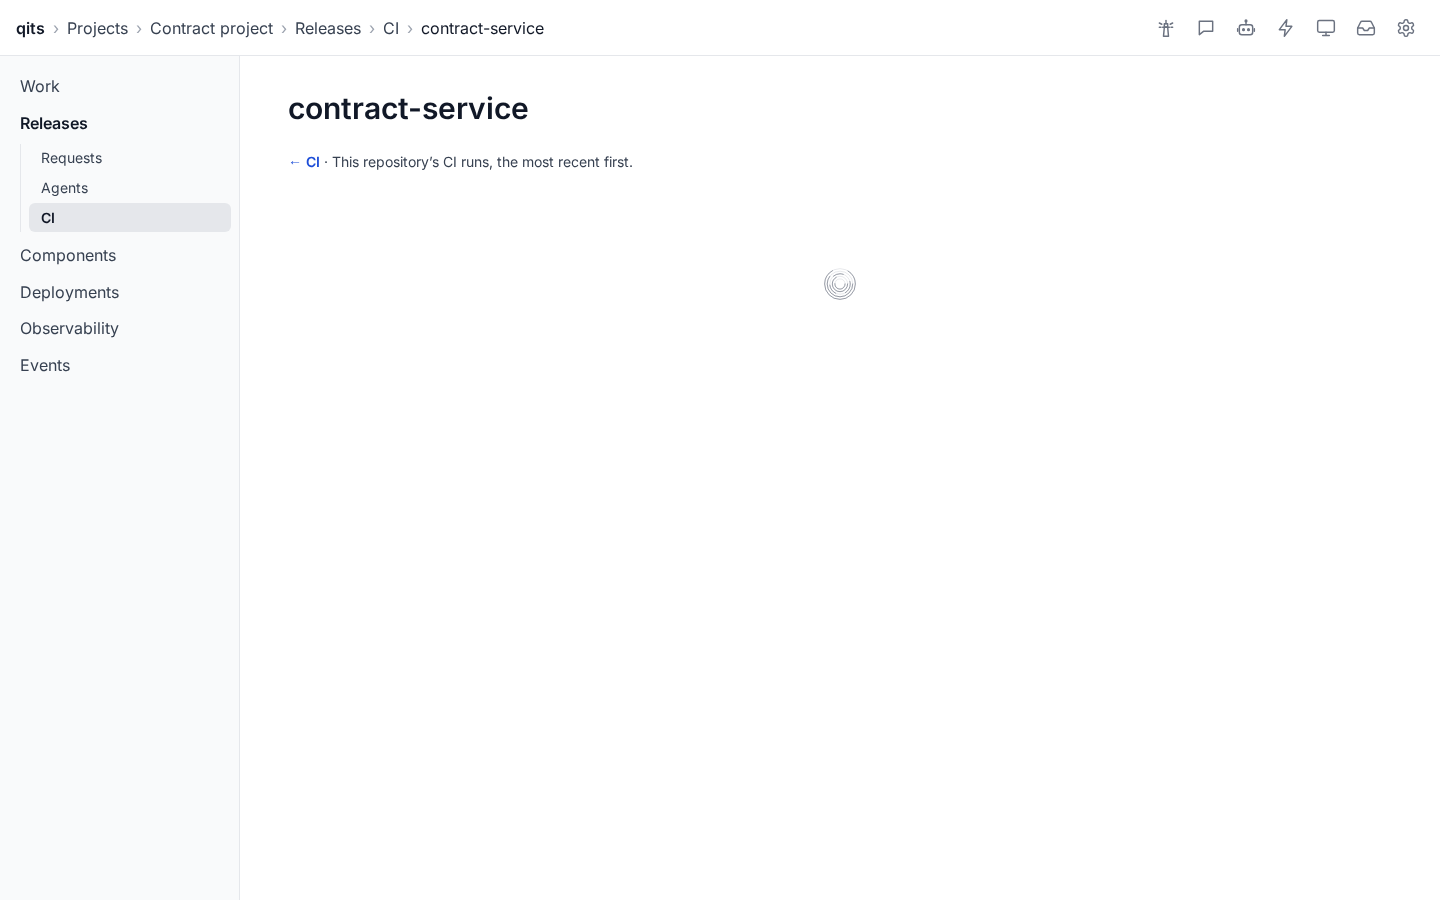 qits › Projects › Contract project › Releases › CI › contract-service
Work
Releases
Requests
Agents
CI
Components
Deployments
Observability
Events
contract-service
← CI · This repository’s CI runs, the most recent first.